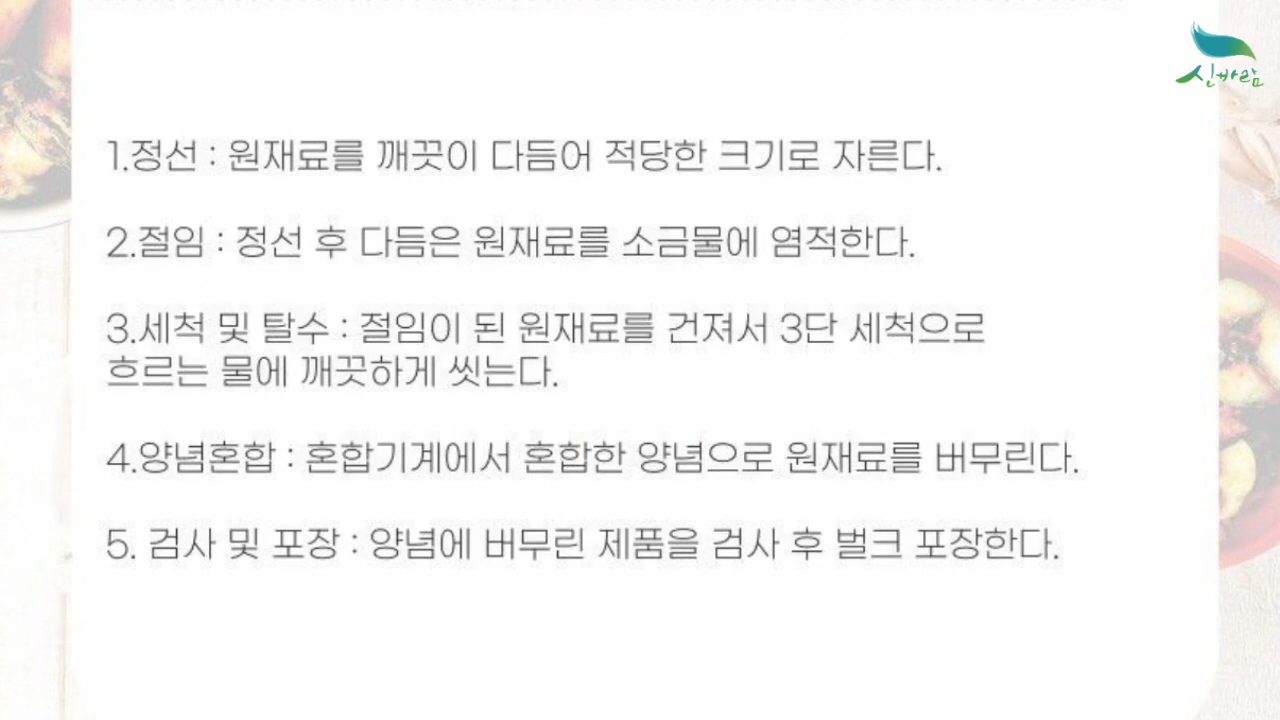 신바람
1.정선 : 원재료를 깨끗이 다듬어 적당한 크기로 자른다.
2.절임 : 정선 후 다듬은 원재료를 소금물에 염적한다.
3.세척 및 탈수 : 절임이 된 원재료를 건져서 3단 세척으로
흐르는 물에 깨끗하게 씻는다.
4.양념혼합 : 혼합기계에서 혼합한 양념으로 원재료를 버무린다.
5. 검사 및 포장 : 양념에 버무린 제품을 검사 후 벌크 포장한다.